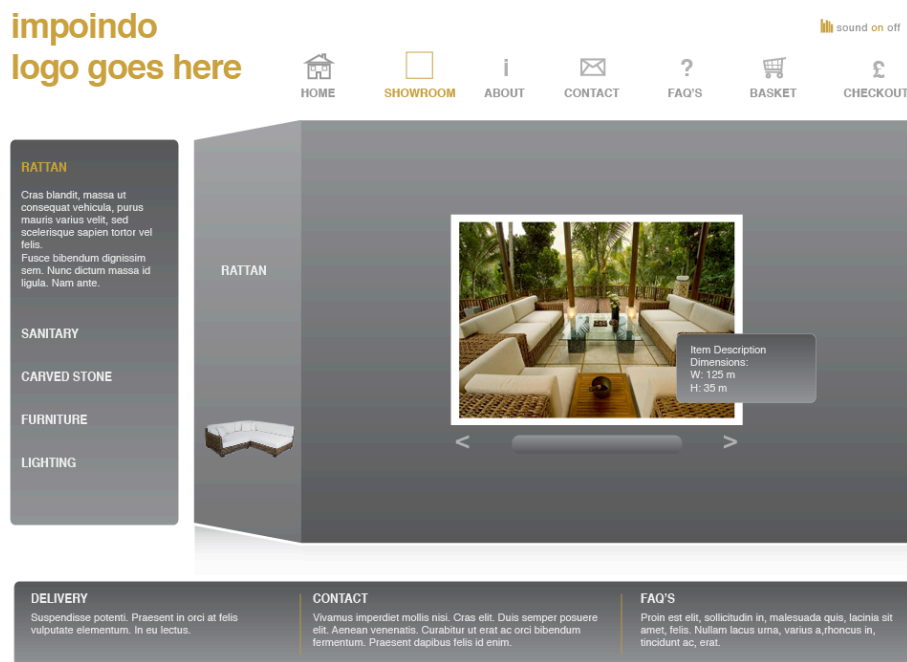 impoindo
logo goes here
sound on off
HOME
SHOWROOM
i
ABOUT
CONTACT
?
FAQ'S
BASKET
£
CHECKOUT
RATTAN
Cras blandit, massa ut
consequat vehicula, purus
mauris varius velit, sed
scelerisque sapien tortor vel
felis.
Fusce bibendum dignissim
sem. Nunc dictum massa id
ligula. Nam ante.
SANITARY
CARVED STONE
FURNITURE
LIGHTING
RATTAN
Item Description
Dimensions:
W: 125 m
H: 35 m
< >
DELIVERY
Suspendisse potenti. Praesent in orci at felis
vulputate elementum. In eu lectus.
CONTACT
Vivamus imperdiet mollis nisi. Cras elit. Duis semper posuere
elit. Aenean venenatis. Curabitur ut erat ac orci bibendum
fermentum. Praesent dapibus felis id enim.
FAQ'S
Proin est elit, sollicitudin in, malesuada quis, lacinia sit
amet, felis. Nullam lacus urna, varius a,rhoncus in,
tincidunt ac, erat.